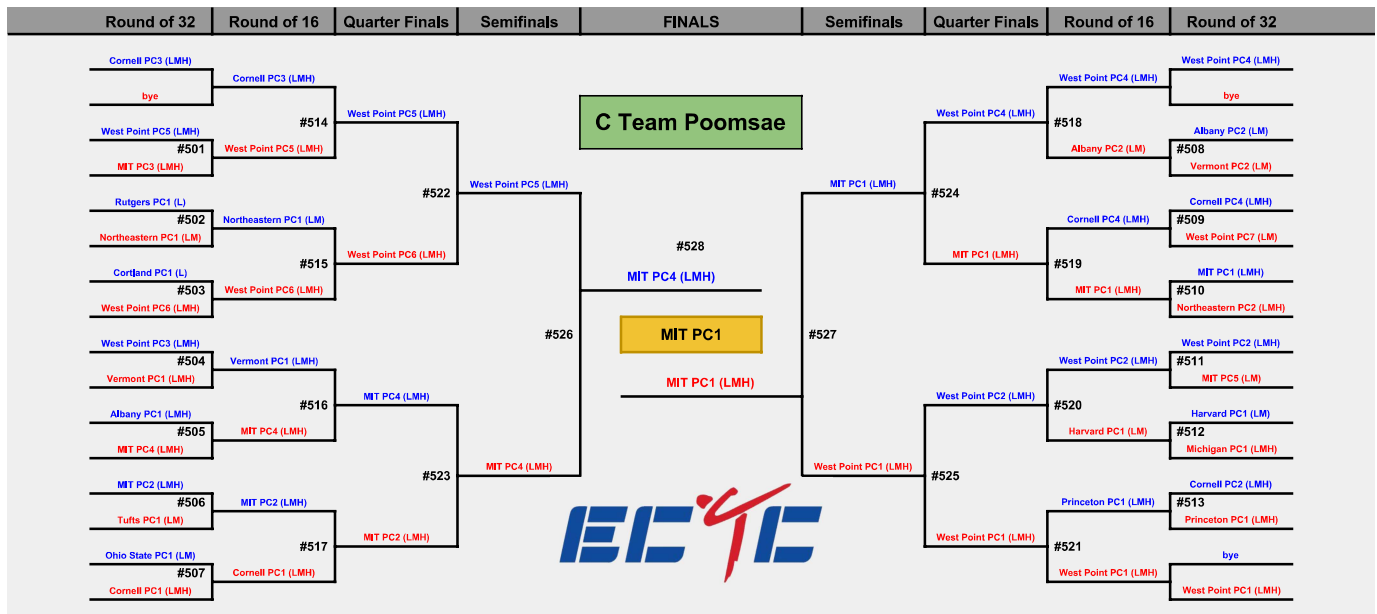 Round of 32 Round of 16 Quarter Finals Semifinals FINALS Semifinals Quarter Finals Round of 16 Round of 32
Cornell PC3 (LMH)
bye
West Point PC5 (LMH)
#501
MIT PC3 (LMH)
Rutgers PC1 (L)
#502
Northeastern PC1 (LM)
Cortland PC1 (L)
#503
West Point PC6 (LMH)
West Point PC3 (LMH)
#504
Vermont PC1 (LMH)
Albany PC1 (LMH)
#505
MIT PC4 (LMH)
MIT PC2 (LMH)
#506
Tufts PC1 (LM)
Ohio State PC1 (LM)
#507
Cornell PC1 (LMH)
Cornell PC3 (LMH)
#514
West Point PC5 (LMH)
Northeastern PC1 (LM)
#515
West Point PC6 (LMH)
Vermont PC1 (LMH)
#516
MIT PC4 (LMH)
MIT PC2 (LMH)
#517
Cornell PC1 (LMH)
West Point PC5 (LMH)
#522
West Point PC6 (LMH)
MIT PC4 (LMH)
#523
MIT PC2 (LMH)
West Point PC5 (LMH)
#526
MIT PC4 (LMH)
C Team Poomsae
#528
MIT PC4 (LMH)
MIT PC1
MIT PC1 (LMH)
ECTC
MIT PC1 (LMH)
#527
West Point PC1 (LMH)
West Point PC4 (LMH)
#524
MIT PC1 (LMH)
West Point PC2 (LMH)
#525
West Point PC1 (LMH)
West Point PC4 (LMH)
#518
Albany PC2 (LM)
Cornell PC4 (LMH)
#519
MIT PC1 (LMH)
West Point PC2 (LMH)
#520
Harvard PC1 (LM)
Princeton PC1 (LMH)
#521
West Point PC1 (LMH)
West Point PC4 (LMH)
bye
Albany PC2 (LM)
#508
Vermont PC2 (LM)
Cornell PC4 (LMH)
#509
West Point PC7 (LM)
MIT PC1 (LMH)
#510
Northeastern PC2 (LMH)
West Point PC2 (LMH)
#511
MIT PC5 (LM)
Harvard PC1 (LM)
#512
Michigan PC1 (LMH)
Cornell PC2 (LMH)
#513
Princeton PC1 (LMH)
bye
West Point PC1 (LMH)